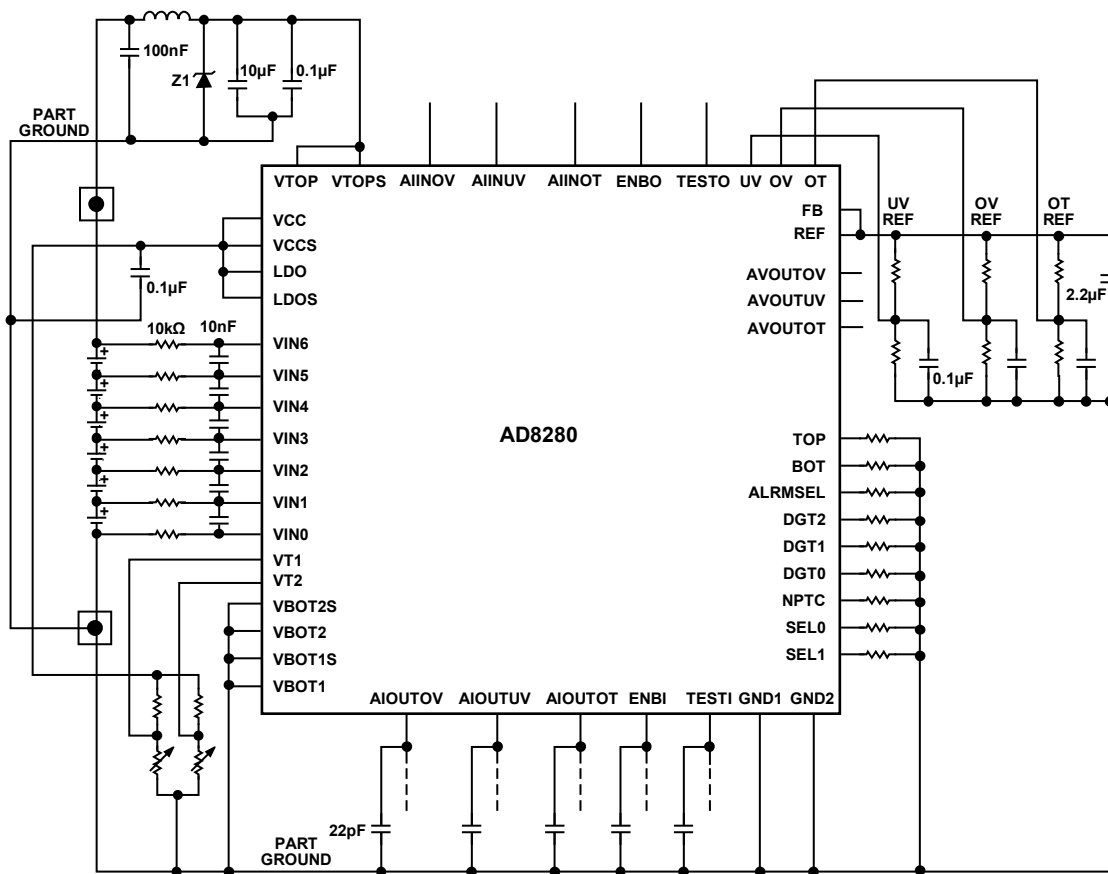 100nF
Z1
10µF
0.1µF
PART
GROUND
VTOP
VTOPS
AIINOV
AIINUV
AIINOT
ENBO
TESTO
UV
OV
OT
FB
REF
UV
REF
OV
REF
OT
REF
VCC
VCCS
LDO
LDOS
0.1µF
AVOUTOV
AVOUTUV
AVOUTOT
2.2µF
0.1µF
10kΩ
10nF
+
+
+
+
+
+
VIN6
VIN5
VIN4
VIN3
VIN2
VIN1
VIN0
VT1
VT2
VBOT2S
VBOT2
VBOT1S
VBOT1
AD8280
TOP
BOT
ALRMSEL
DGT2
DGT1
DGT0
NPTC
SEL0
SEL1
AIOUTOV
AIOUTUV
AIOUTOT
ENBI
TESTI
GND1
GND2
22pF
PART
GROUND